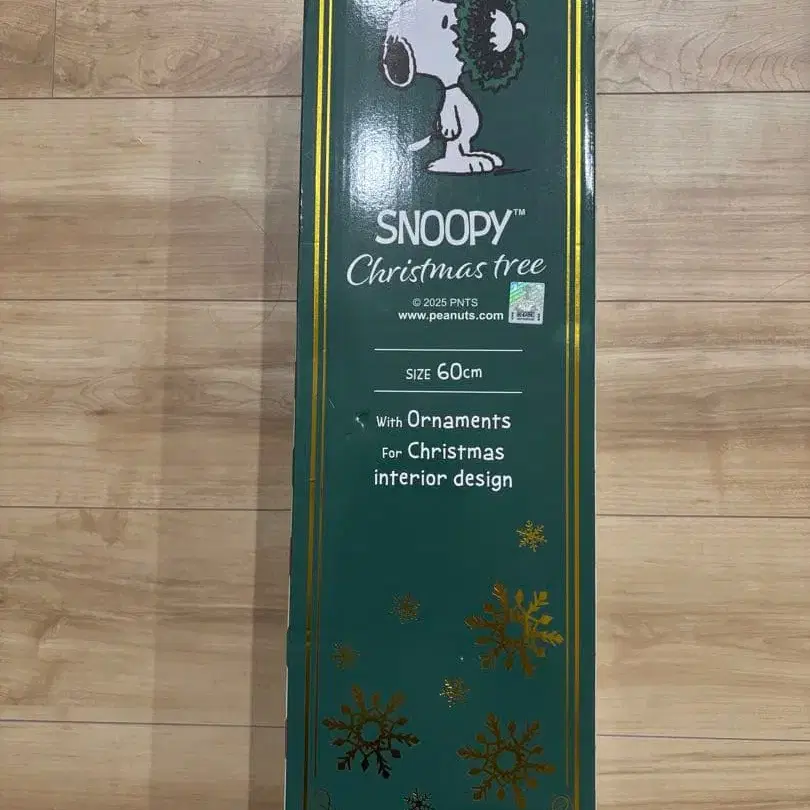 SNOOPY™
Christmas tree
© 2025 PNTS
www.peanuts.com
SIZE 60cm
With Ornaments
For Christmas
interior design